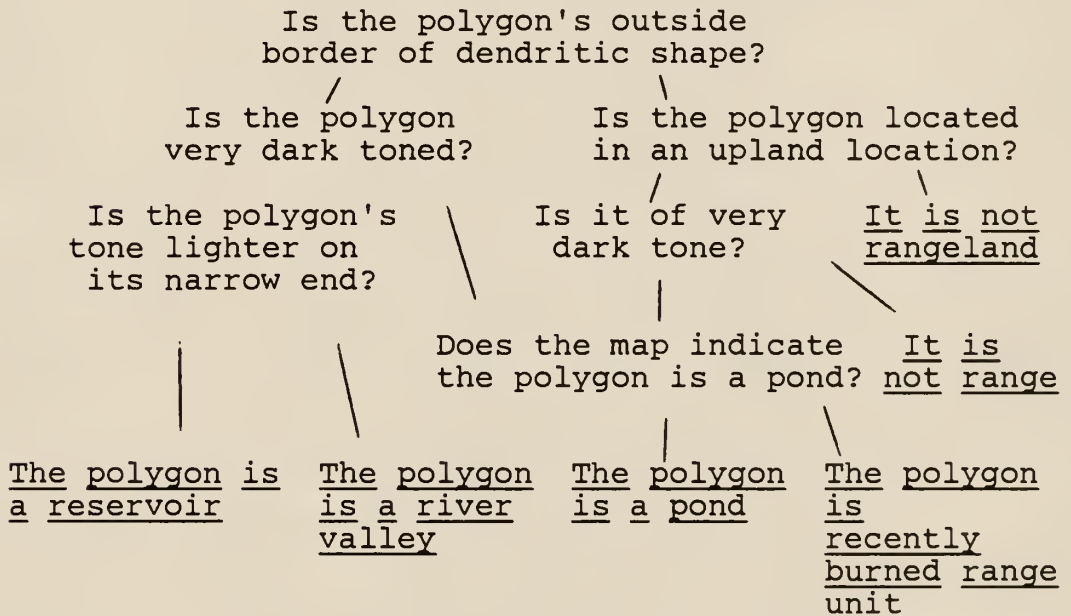 Is the polygon's outside
border of dendritic shape?
Is the polygon
very dark toned?
Is the polygon located
in an upland location?
Is the polygon's
tone lighter on
its narrow end?
Is it of very
dark tone?
It is not
rangeland
Does the map indicate
the polygon is a pond?
It is
not range
The polygon is
a reservoir
The polygon
is a river
valley
The polygon
is a pond
The polygon
is
recently
burned range
unit